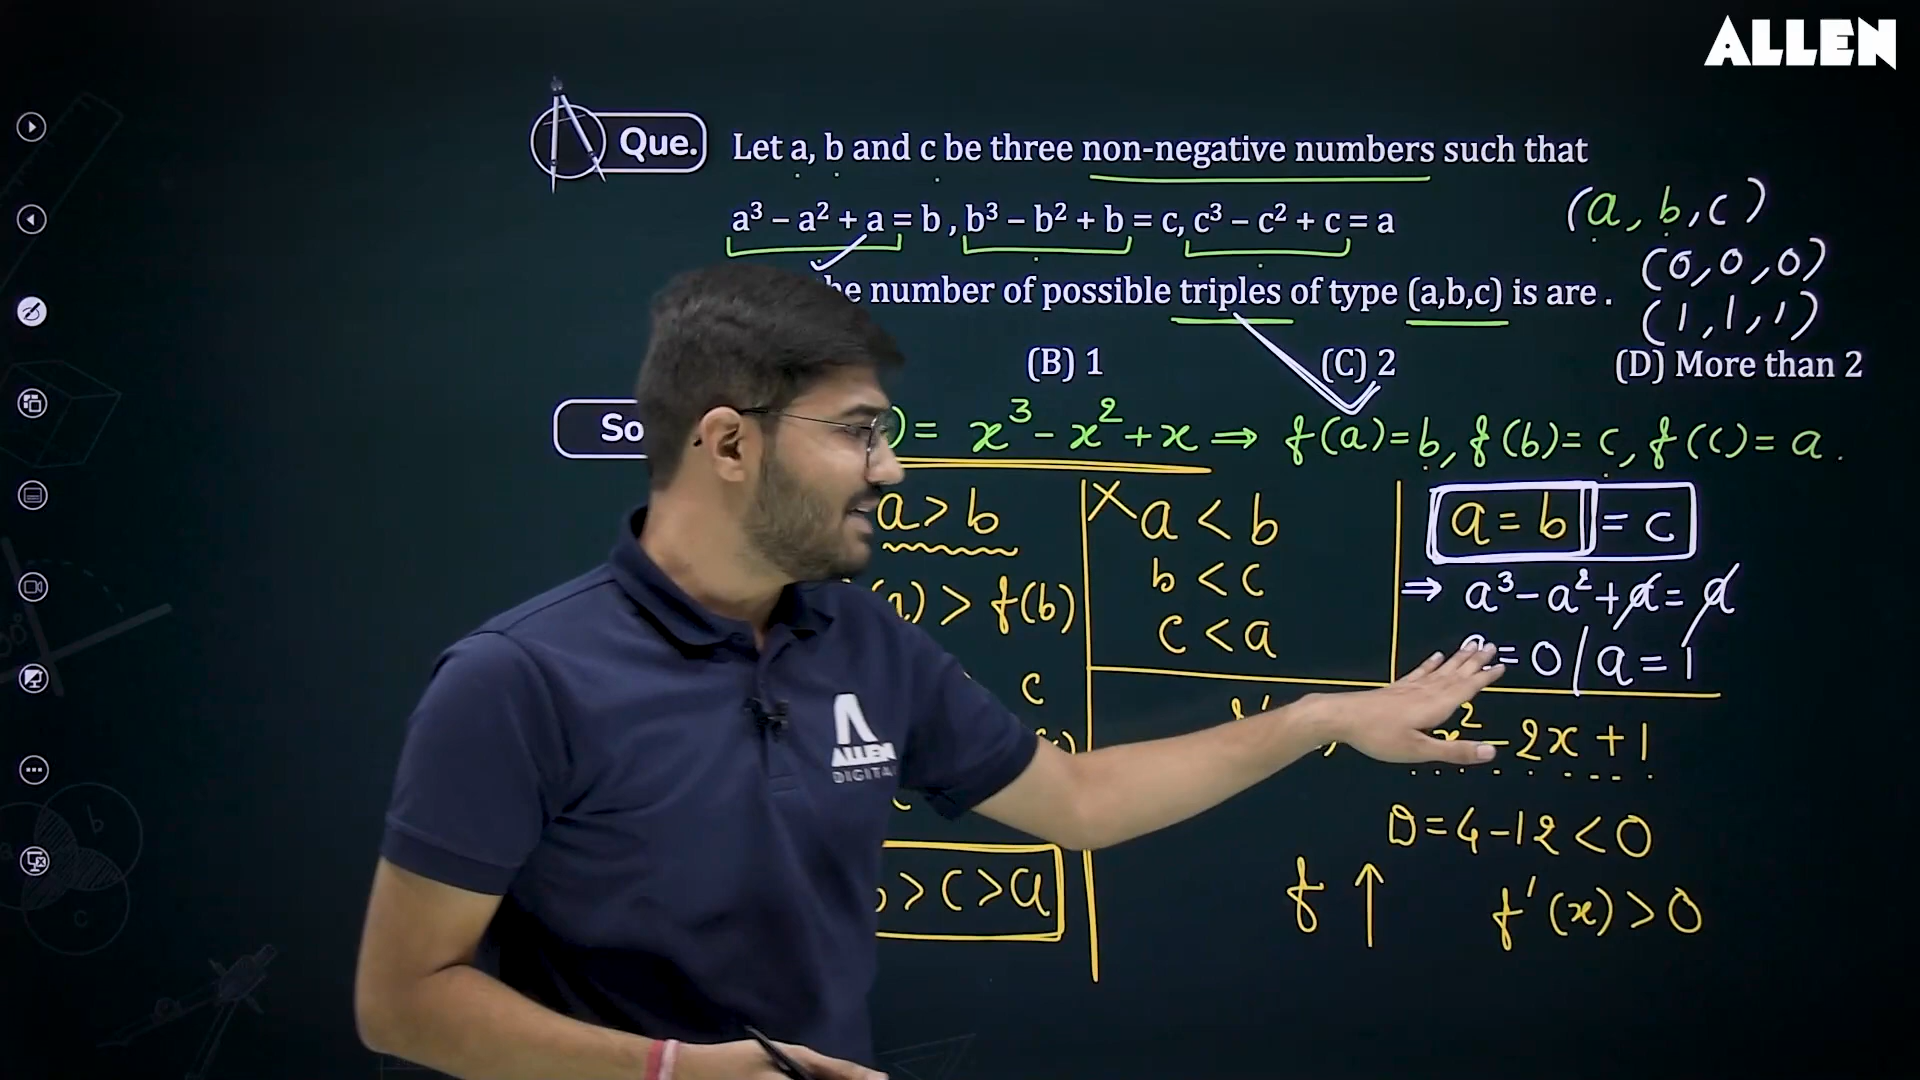 ALLEN
Que. Let a, b and c be three non-negative numbers such that
a³ − a² + a = b , b³ − b² + b = c, c³ − c² + c = a
he number of possible triples of type (a,b,c) is are .
(a, b, c)
(0, 0, 0)
(1, 1, 1)
(B) 1 (C) 2 (D) More than 2
So ) = x³ − x² + x ⇒ f(a) = b, f(b) = c, f(c) = a .
a > b
) > f(b)
c
> c > a
× a < b
b < c
c < a
a = b = c
⇒ a³ − a² + a = a
a = 0 / a = 1
x² − 2x + 1
D = 4 − 12 < 0
f ↑ f'(x) > 0
ALLEN
DIGITA